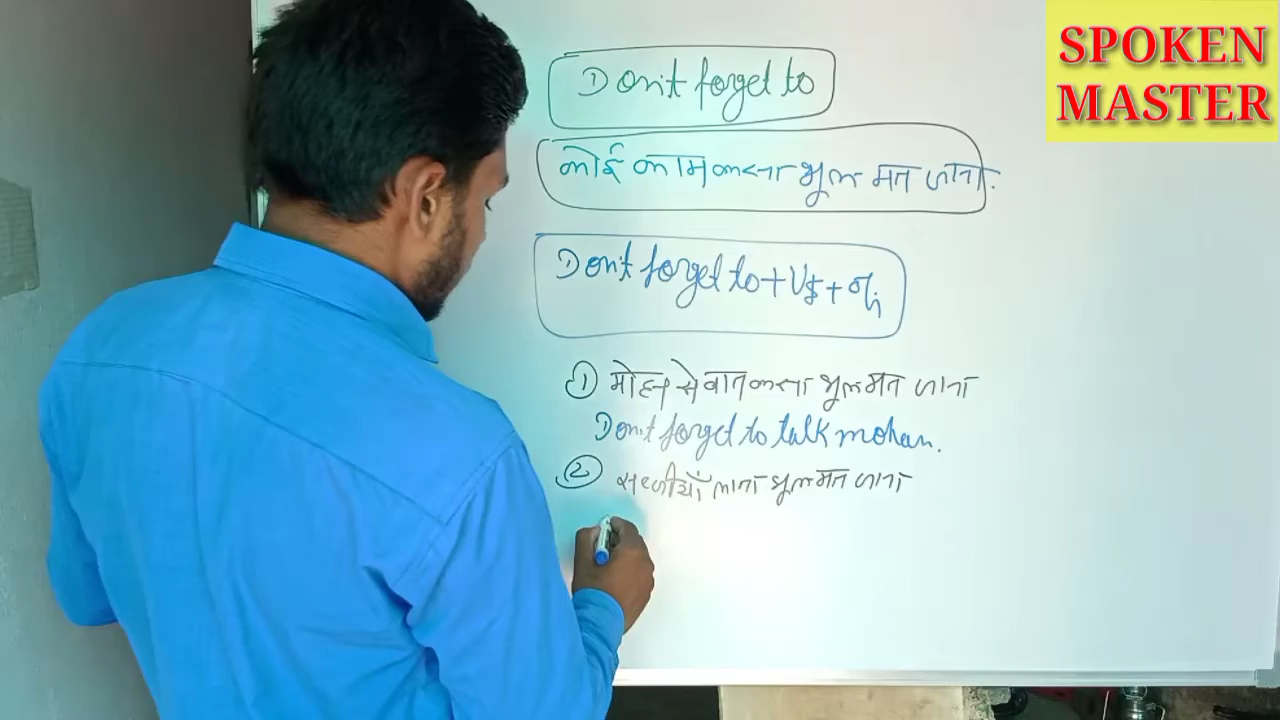 SPOKEN
MASTER
Don't forget to
कोई काम करना भूल मत जाना.
Don't forget to + V1 + obj
① मोहन से बात करना भूल मत जाना
Don't forget to talk mohan.
② सब्जीयाँ लाना भूल मत जाना